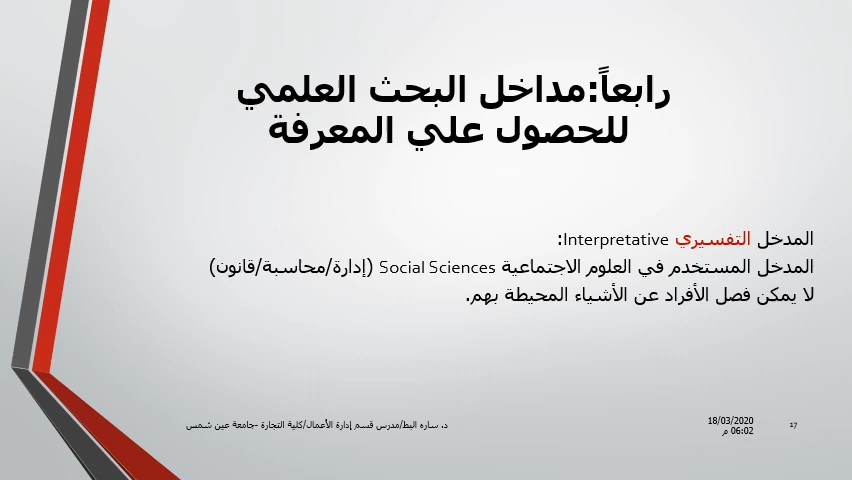 رابعاً:مداخل البحث العلمي
للحصول علي المعرفة
المدخل التفسيري Interpretative:
المدخل المستخدم في العلوم الاجتماعية Social Sciences (إدارة/محاسبة/قانون)
لا يمكن فصل الأفراد عن الأشياء المحيطة بهم.
18/03/2020
06:02 م
د. ساره البط/مدرس قسم إدارة الأعمال/كلية التجارة -جامعة عين شمس
17